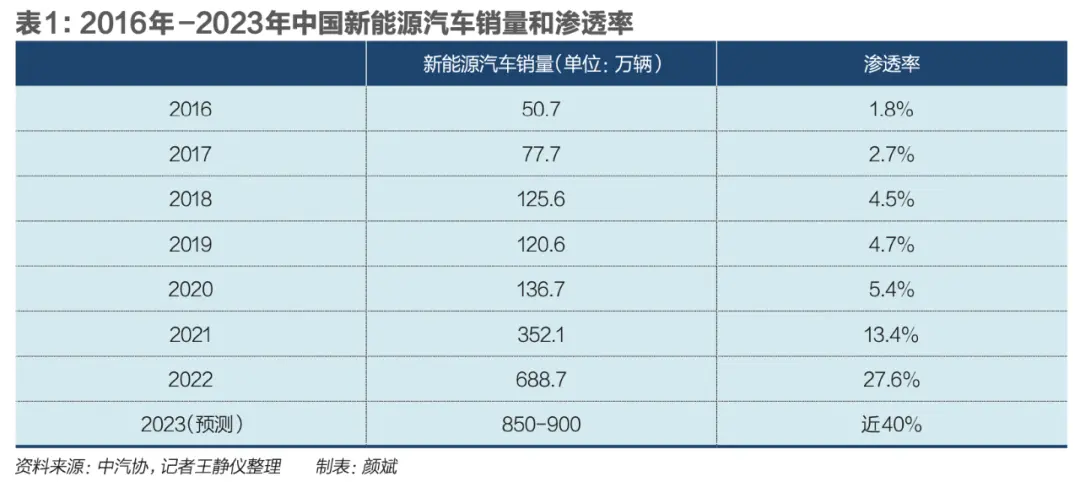 表1：2016年-2023年中国新能源汽车销量和渗透率
新能源汽车销量（单位：万辆） 渗透率
2016 50.7 1.8%
2017 77.7 2.7%
2018 125.6 4.5%
2019 120.6 4.7%
2020 136.7 5.4%
2021 352.1 13.4%
2022 688.7 27.6%
2023（预测） 850-900 近40%
资料来源：中汽协，记者王静仪整理 制表：颜斌